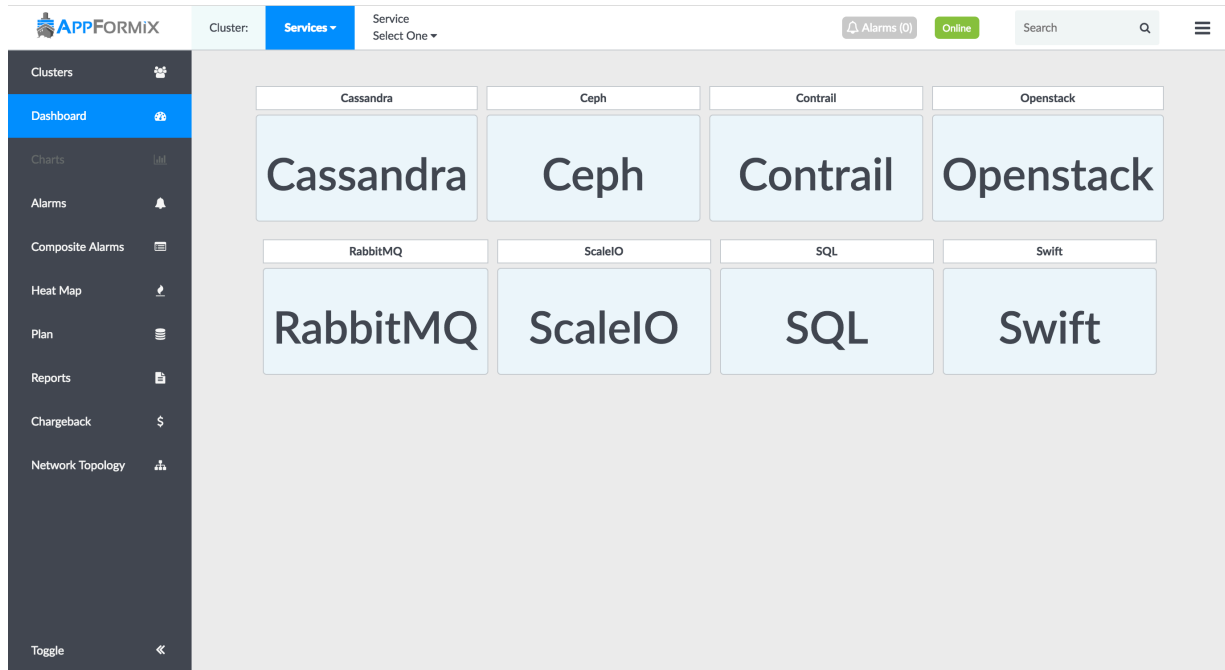 APPFORMIX
Cluster:
Services
Service
Select One
Alarms (0)
Online
Search
Clusters
Dashboard
Charts
Alarms
Composite Alarms
Heat Map
Plan
Reports
Chargeback
Network Topology
Toggle
Cassandra Ceph Contrail Openstack
Cassandra Ceph Contrail Openstack
RabbitMQ ScaleIO SQL Swift
RabbitMQ ScaleIO SQL Swift